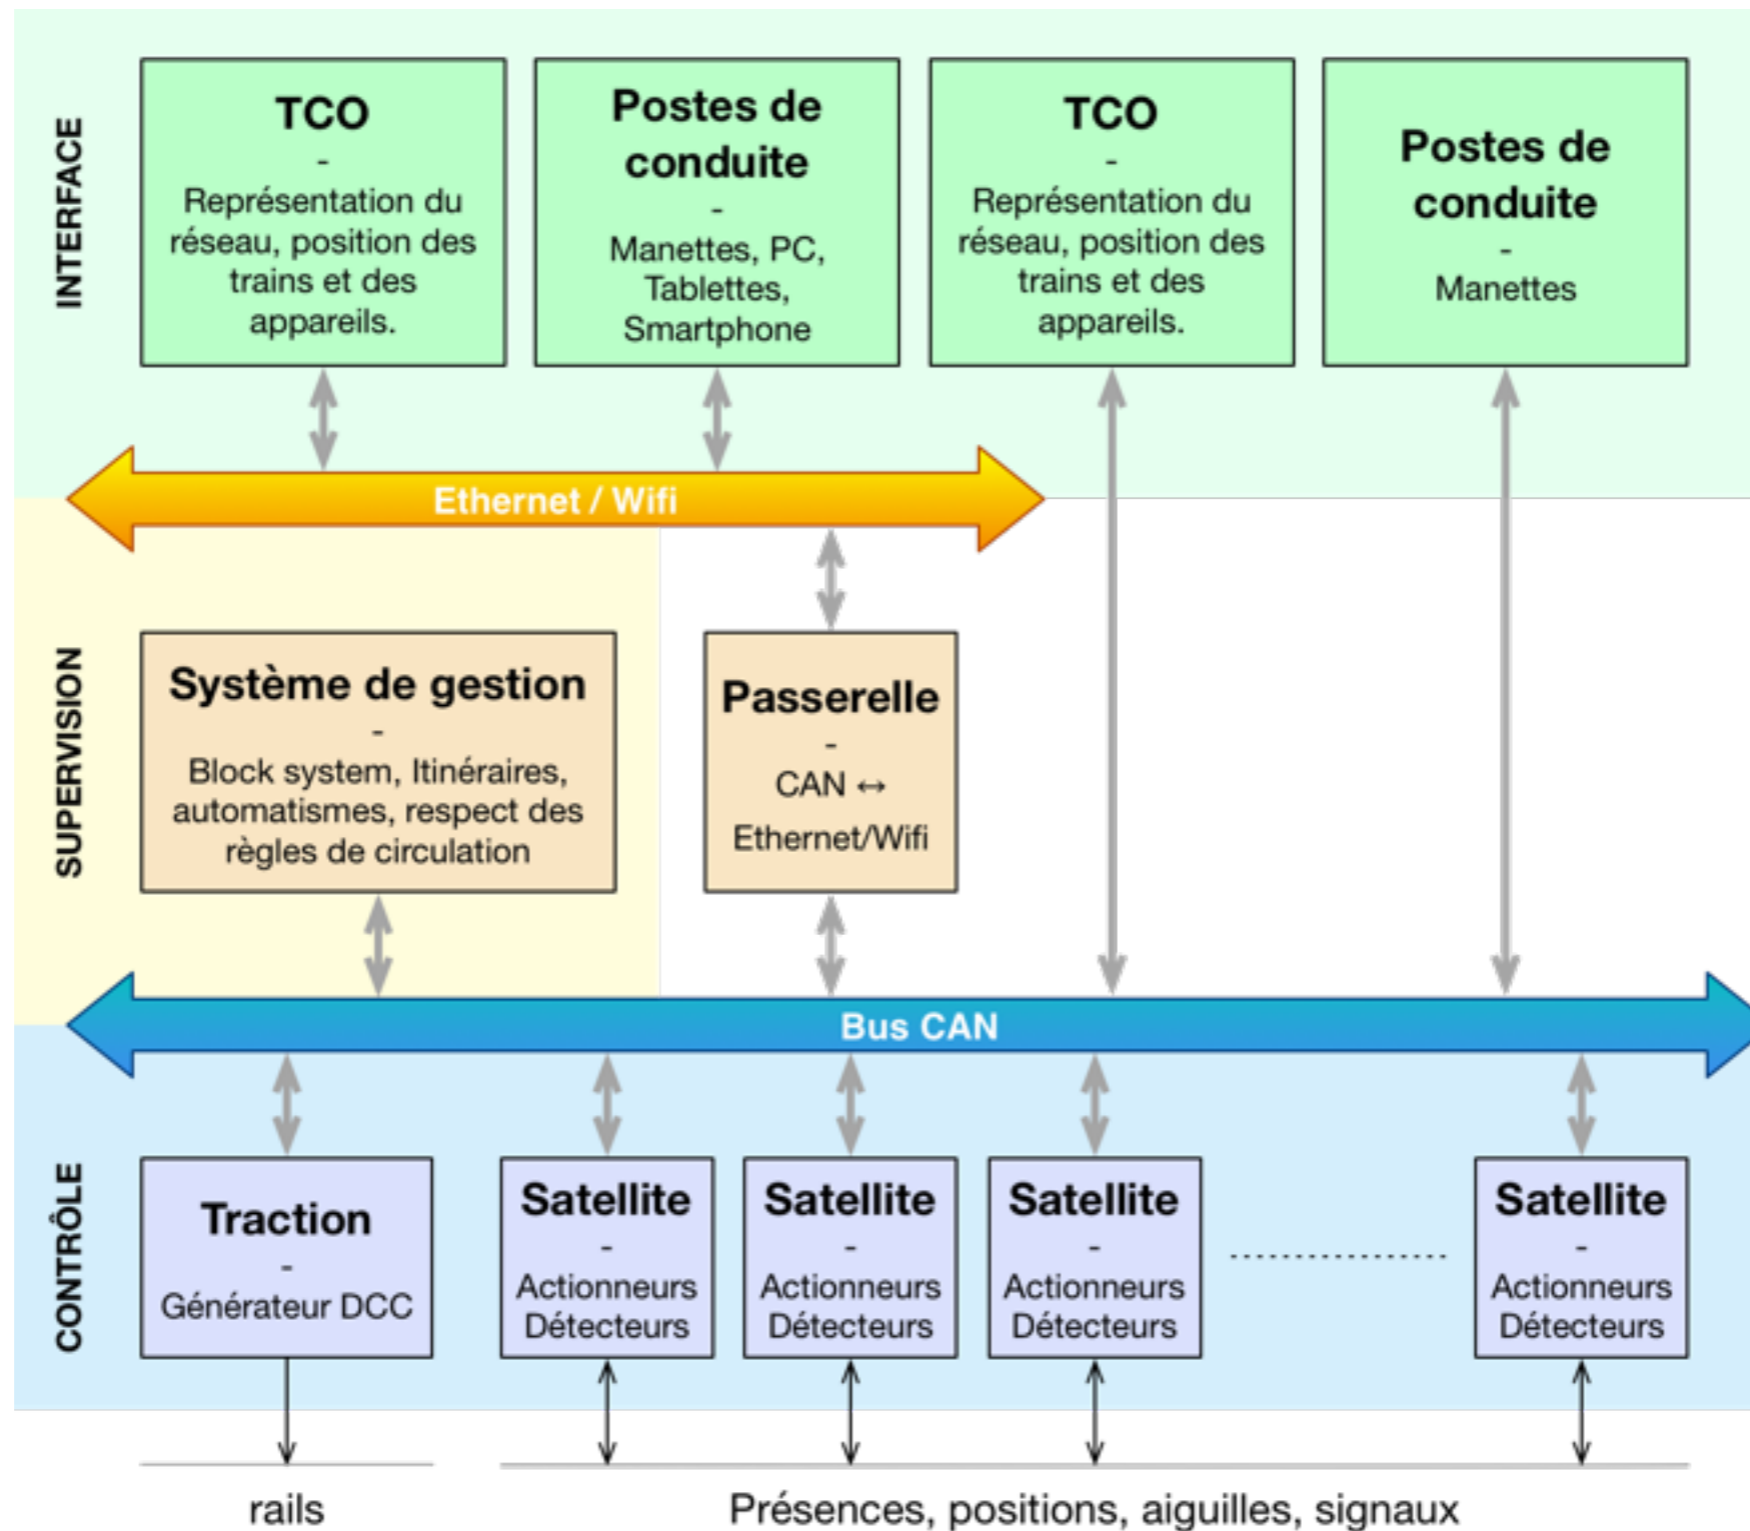 INTERFACE
TCO
-
Représentation du
réseau, position des
trains et des
appareils.
Postes de
conduite
-
Manettes, PC,
Tablettes,
Smartphone
TCO
-
Représentation du
réseau, position des
trains et des
appareils.
Postes de
conduite
-
Manettes
Ethernet / Wifi
SUPERVISION
Système de gestion
-
Block system, Itinéraires,
automatismes, respect des
règles de circulation
Passerelle
-
CAN ↔
Ethernet/Wifi
Bus CAN
CONTRÔLE
Traction
-
Générateur DCC
Satellite
-
Actionneurs
Détecteurs
Satellite
-
Actionneurs
Détecteurs
Satellite
-
Actionneurs
Détecteurs
Satellite
-
Actionneurs
Détecteurs
rails
Présences, positions, aiguilles, signaux